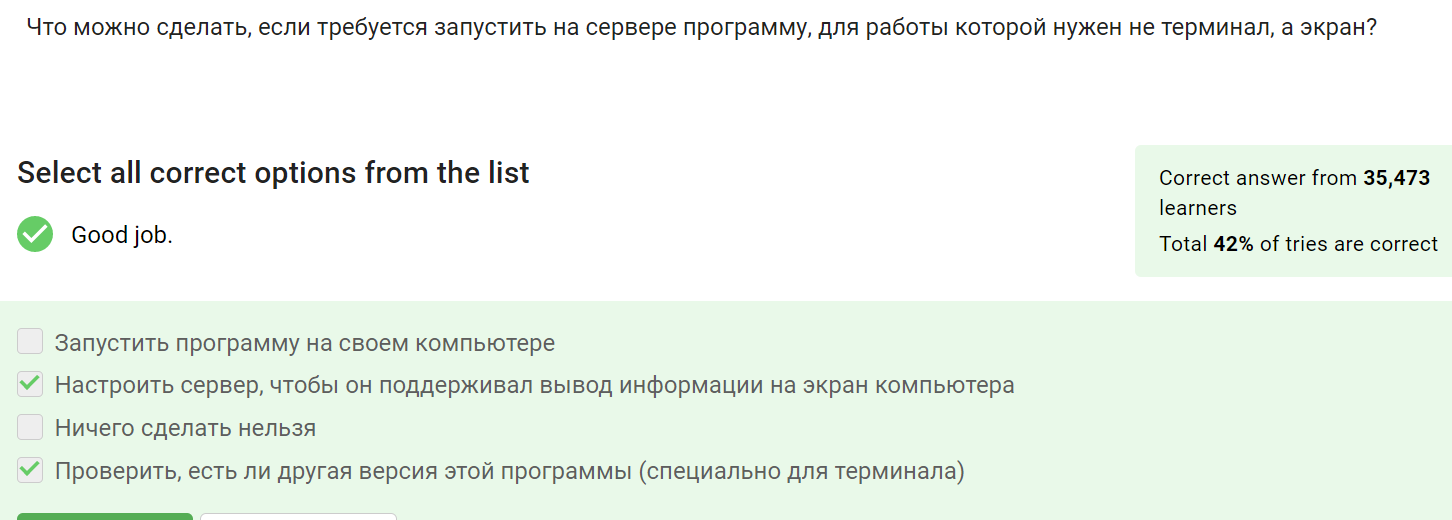 Что можно сделать, если требуется запустить на сервере программу, для работы которой нужен не терминал, а экран?
Select all correct options from the list
Good job.
Correct answer from 35,473
learners
Total 42% of tries are correct
Запустить программу на своем компьютере
Настроить сервер, чтобы он поддерживал вывод информации на экран компьютера
Ничего сделать нельзя
Проверить, есть ли другая версия этой программы (специально для терминала)